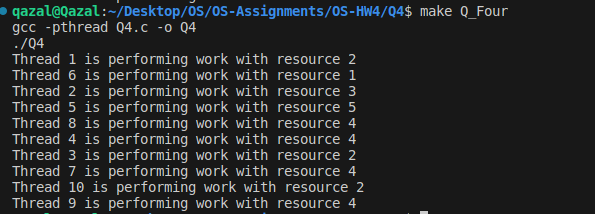 qazal@Qazal:~/Desktop/OS/OS-Assignments/OS-HW4/Q4$ make Q_Four
gcc -pthread Q4.c -o Q4
./Q4
Thread 1 is performing work with resource 2
Thread 6 is performing work with resource 1
Thread 2 is performing work with resource 3
Thread 5 is performing work with resource 5
Thread 8 is performing work with resource 4
Thread 4 is performing work with resource 4
Thread 3 is performing work with resource 2
Thread 7 is performing work with resource 4
Thread 10 is performing work with resource 2
Thread 9 is performing work with resource 4